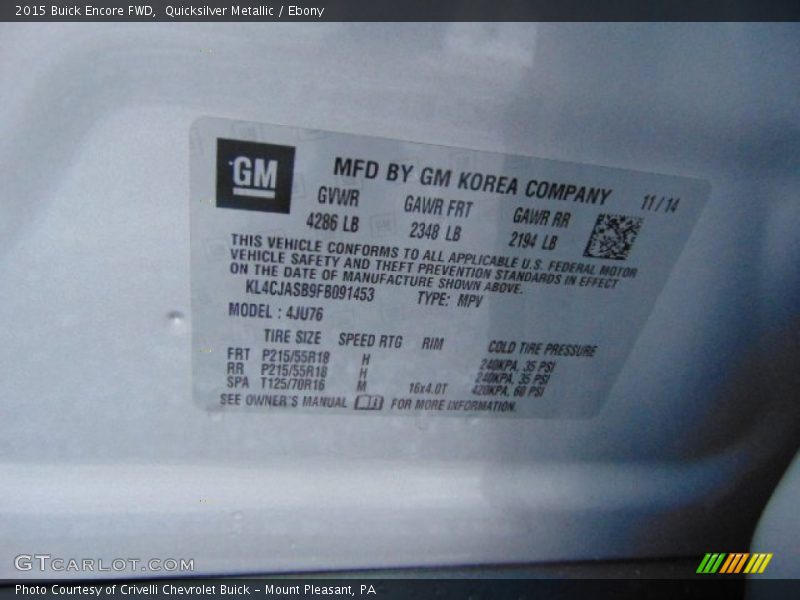 2015 Buick Encore FWD,  Quicksilver Metallic / Ebony
GM
MFD BY GM KOREA COMPANY 11/14
GVWR GAWR FRT GAWR RR
4286 LB 2348 LB 2194 LB
THIS VEHICLE CONFORMS TO ALL APPLICABLE U.S. FEDERAL MOTOR
VEHICLE SAFETY AND THEFT PREVENTION STANDARDS IN EFFECT
ON THE DATE OF MANUFACTURE SHOWN ABOVE.
KL4CJASB9FB091453 TYPE: MPV
MODEL : 4JU76
TIRE SIZE SPEED RTG RIM COLD TIRE PRESSURE
FRT P215/55R18 H 240KPA, 35 PSI
RR P215/55R18 H 240KPA, 35 PSI
SPA T125/70R16 M 16x4.0T 420KPA, 60 PSI
SEE OWNER'S MANUAL FOR MORE INFORMATION.
GTCARLOT.COM
Photo Courtesy of Crivelli Chevrolet Buick - Mount Pleasant, PA